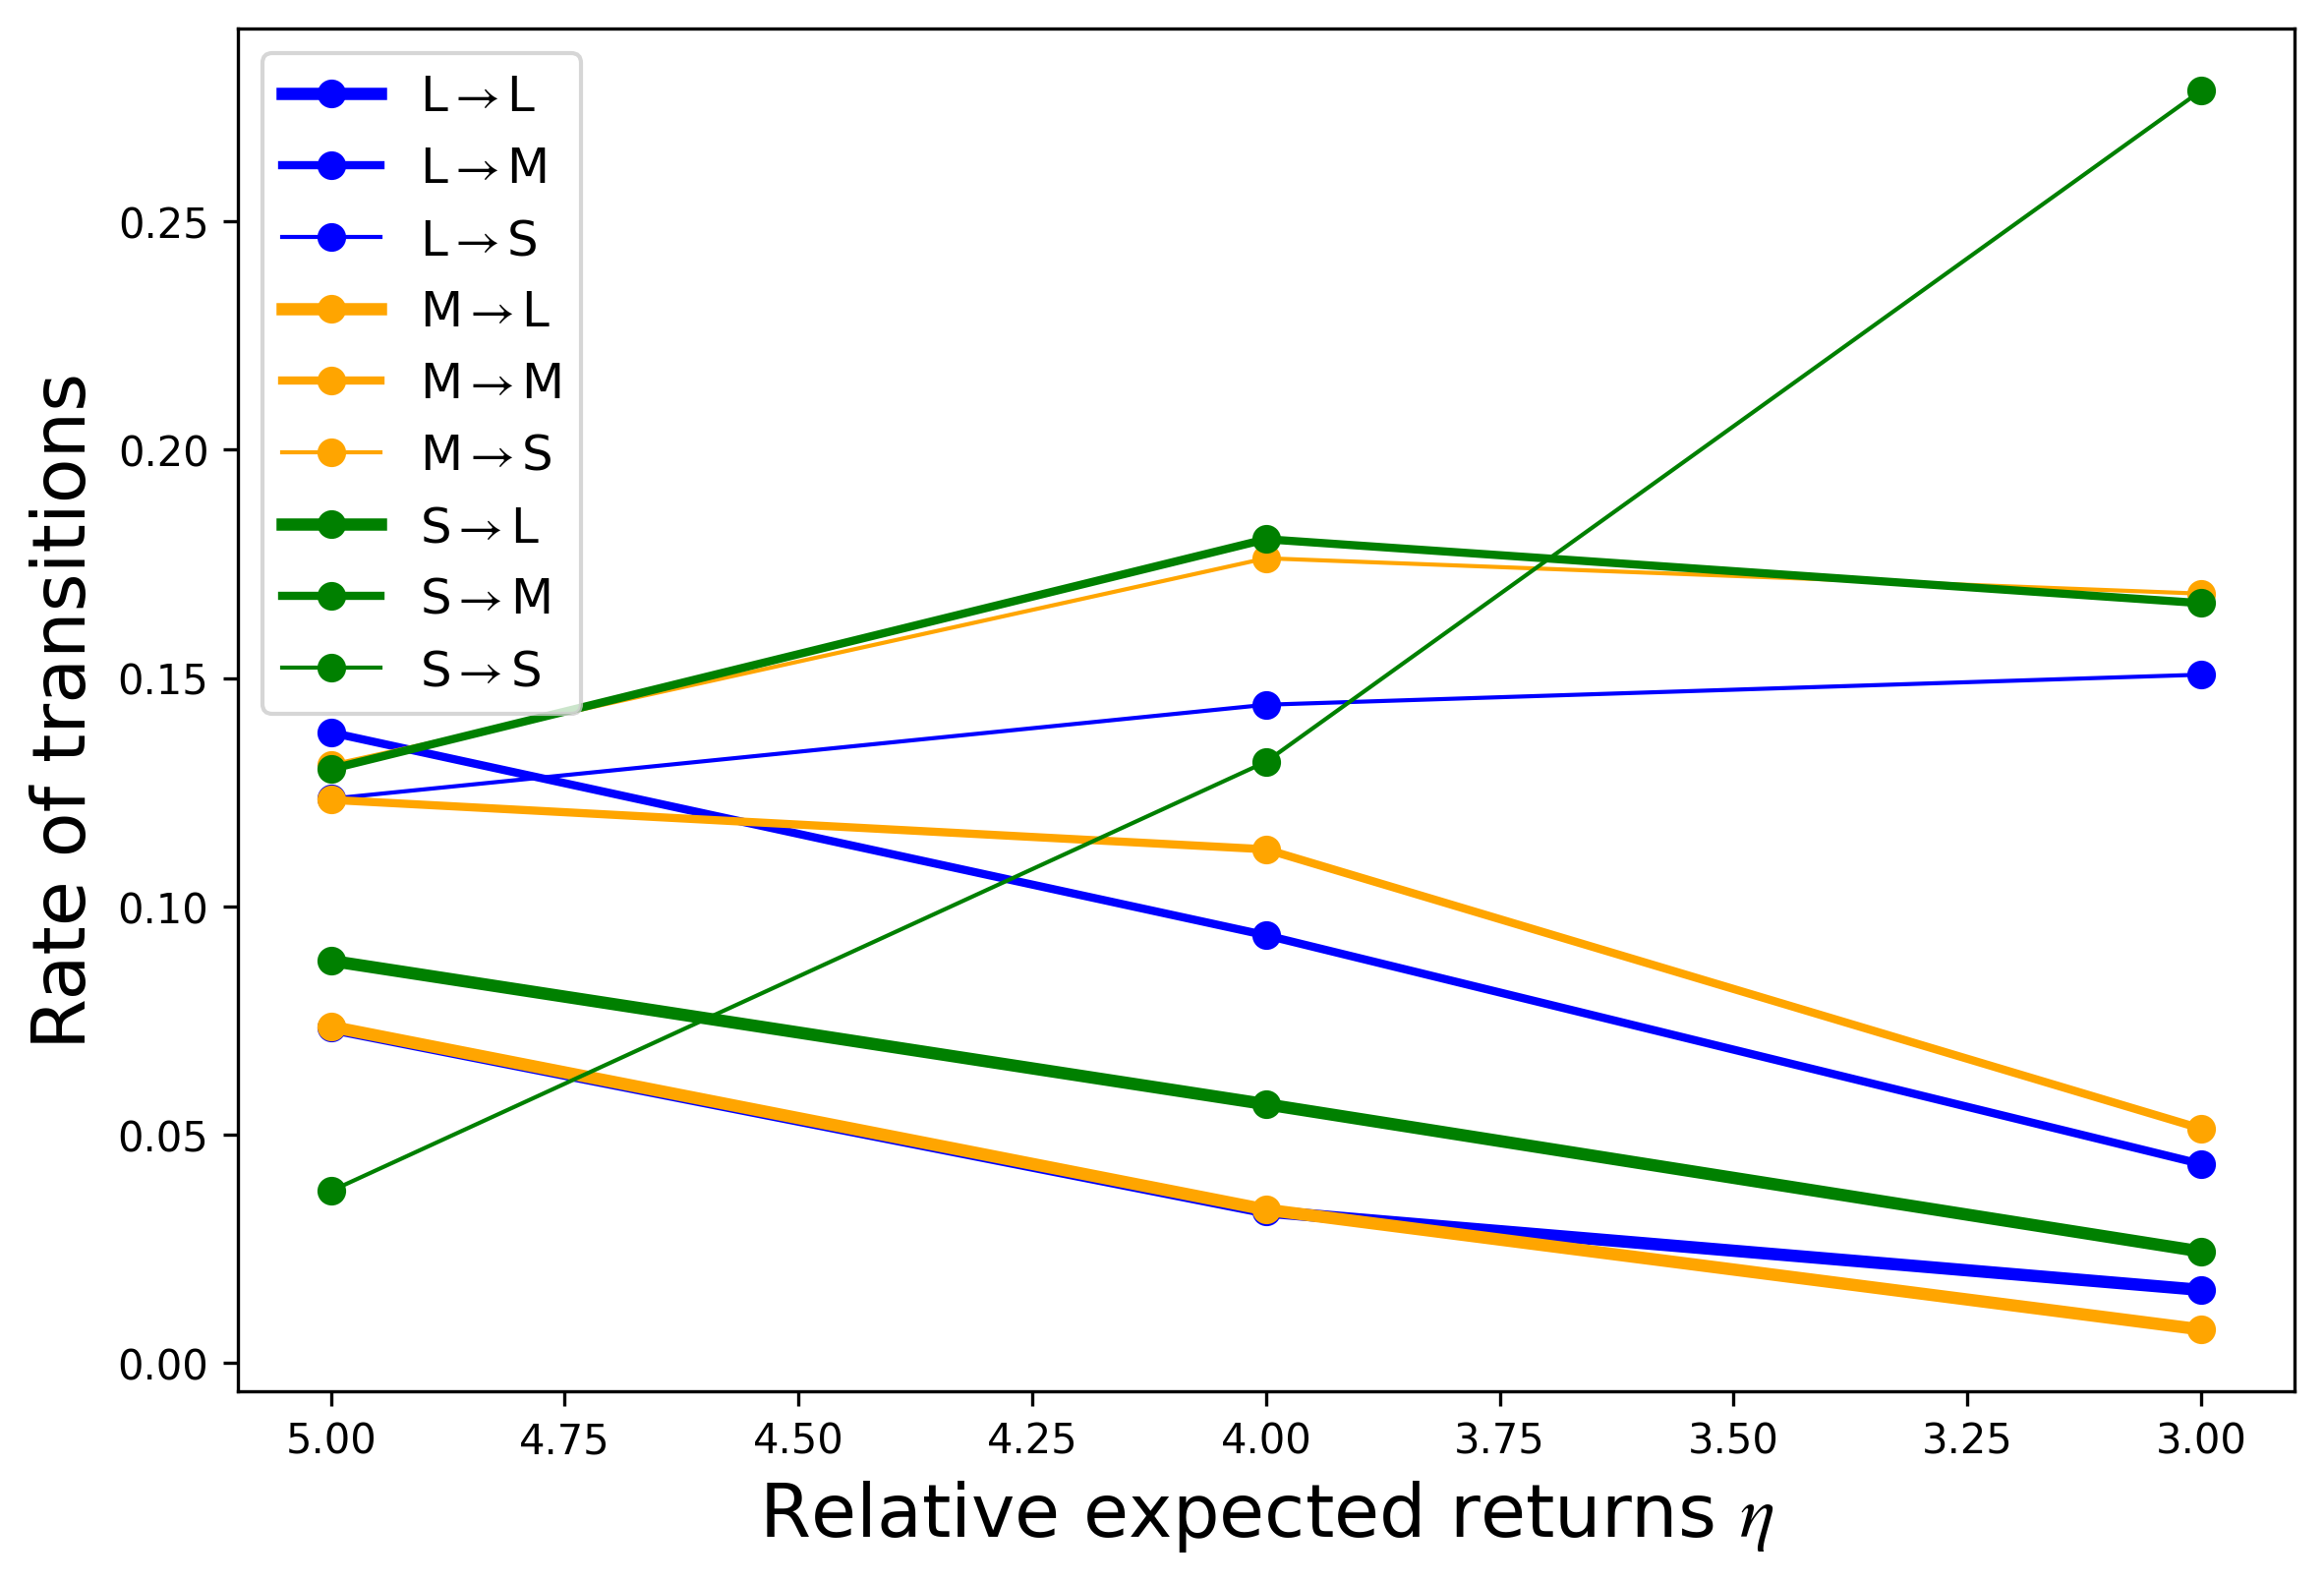 L→L
L→M
L→S
M→L
M→M
M→S
S→L
S→M
S→S
Rate of transitions
0.25
0.20
0.15
0.10
0.05
0.00
5.00 4.75 4.50 4.25 4.00 3.75 3.50 3.25 3.00
Relative expected returns η